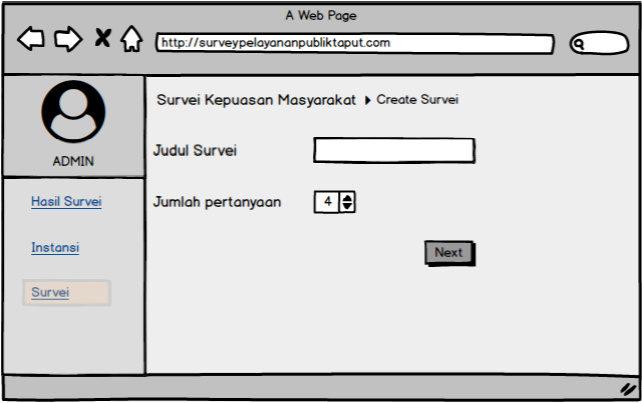 A Web Page
http://surveypelayananpubliktaput.com
ADMIN
Hasil Survei
Instansi
Survei
Survei Kepuasan Masyarakat Create Survei
Judul Survei
Jumlah pertanyaan 4
Next